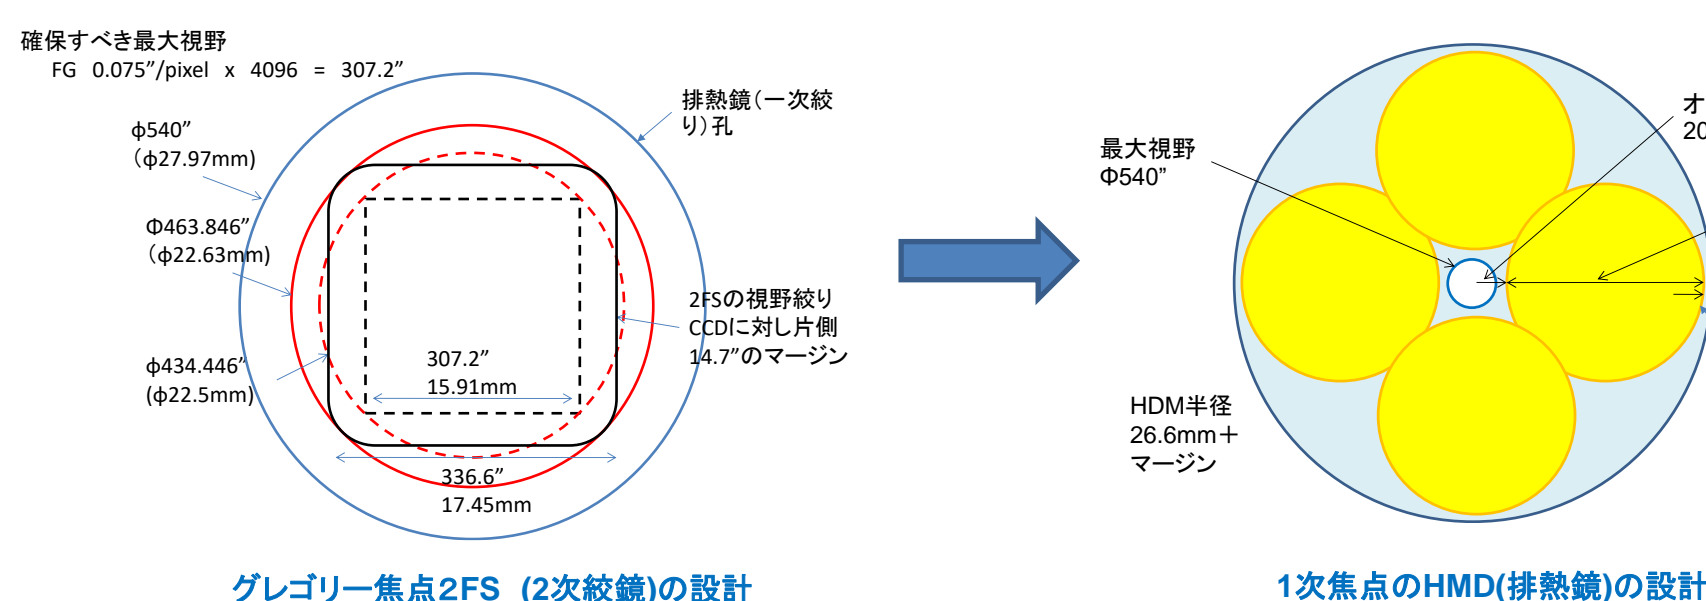 確保すべき最大視野
FG 0.075”/pixel x 4096 = 307.2”
φ540”
（φ27.97mm)
Φ463.846”
（φ22.63mm)
φ434.446”
(φ22.5mm)
排熱鏡（一次絞
り）孔
2FSの視野絞り
CCDに対し片側
14.7”のマージン
307.2”
15.91mm
336.6”
17.45mm
グレゴリー焦点２FS (2次絞鏡)の設計
最大視野
Φ540”
オ
20
HDM半径
26.6mm＋
マージン
1次焦点のHMD(排熱鏡)の設計